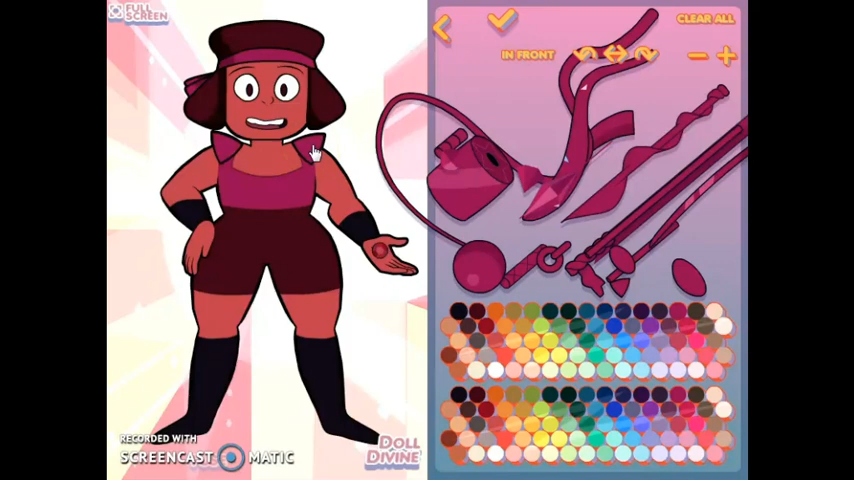 FULL
SCREEN
CLEAR ALL
IN FRONT
RECORDED WITH
SCREENCAST MATIC
DOLL
DIVINE